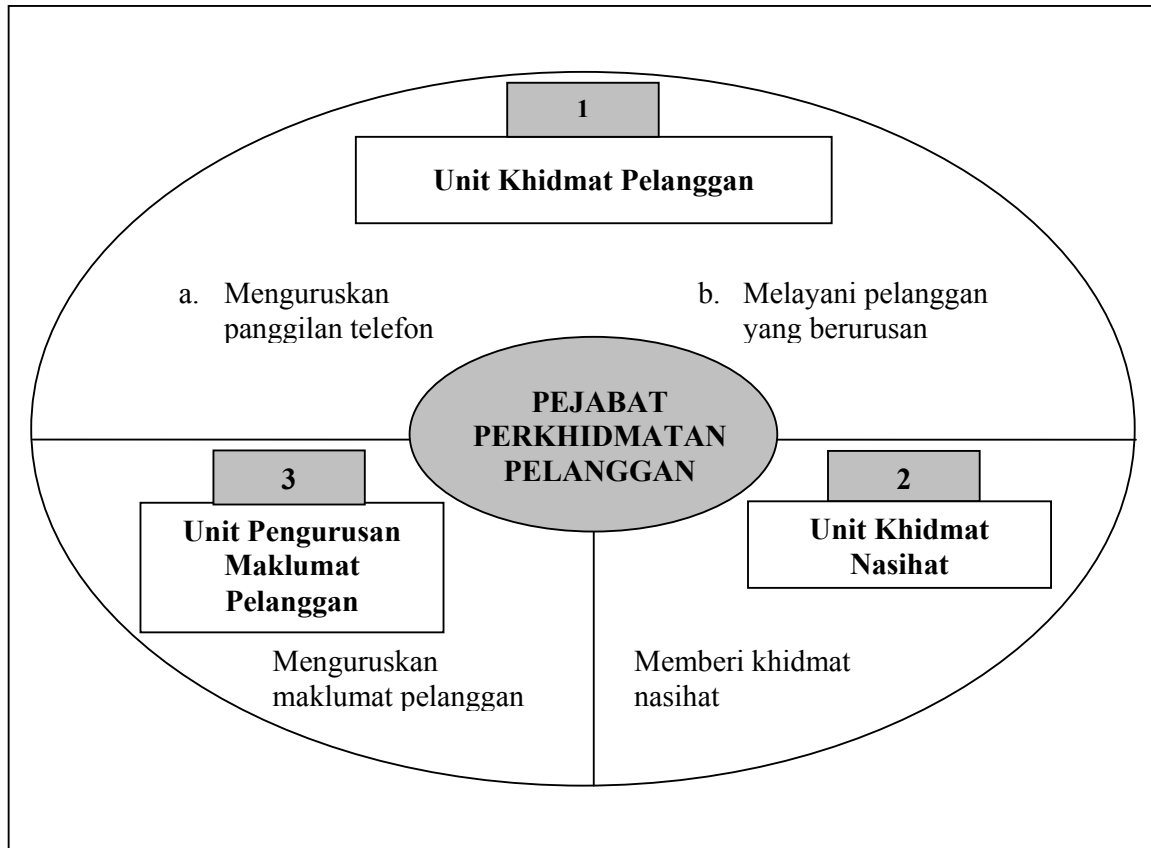 1
Unit Khidmat Pelanggan
a. Menguruskan
panggilan telefon
b. Melayani pelanggan
yang berurusan
PEJABAT
PERKHIDMATAN
PELANGGAN
3
Unit Pengurusan
Maklumat
Pelanggan
Menguruskan
maklumat pelanggan
2
Unit Khidmat
Nasihat
Memberi khidmat
nasihat